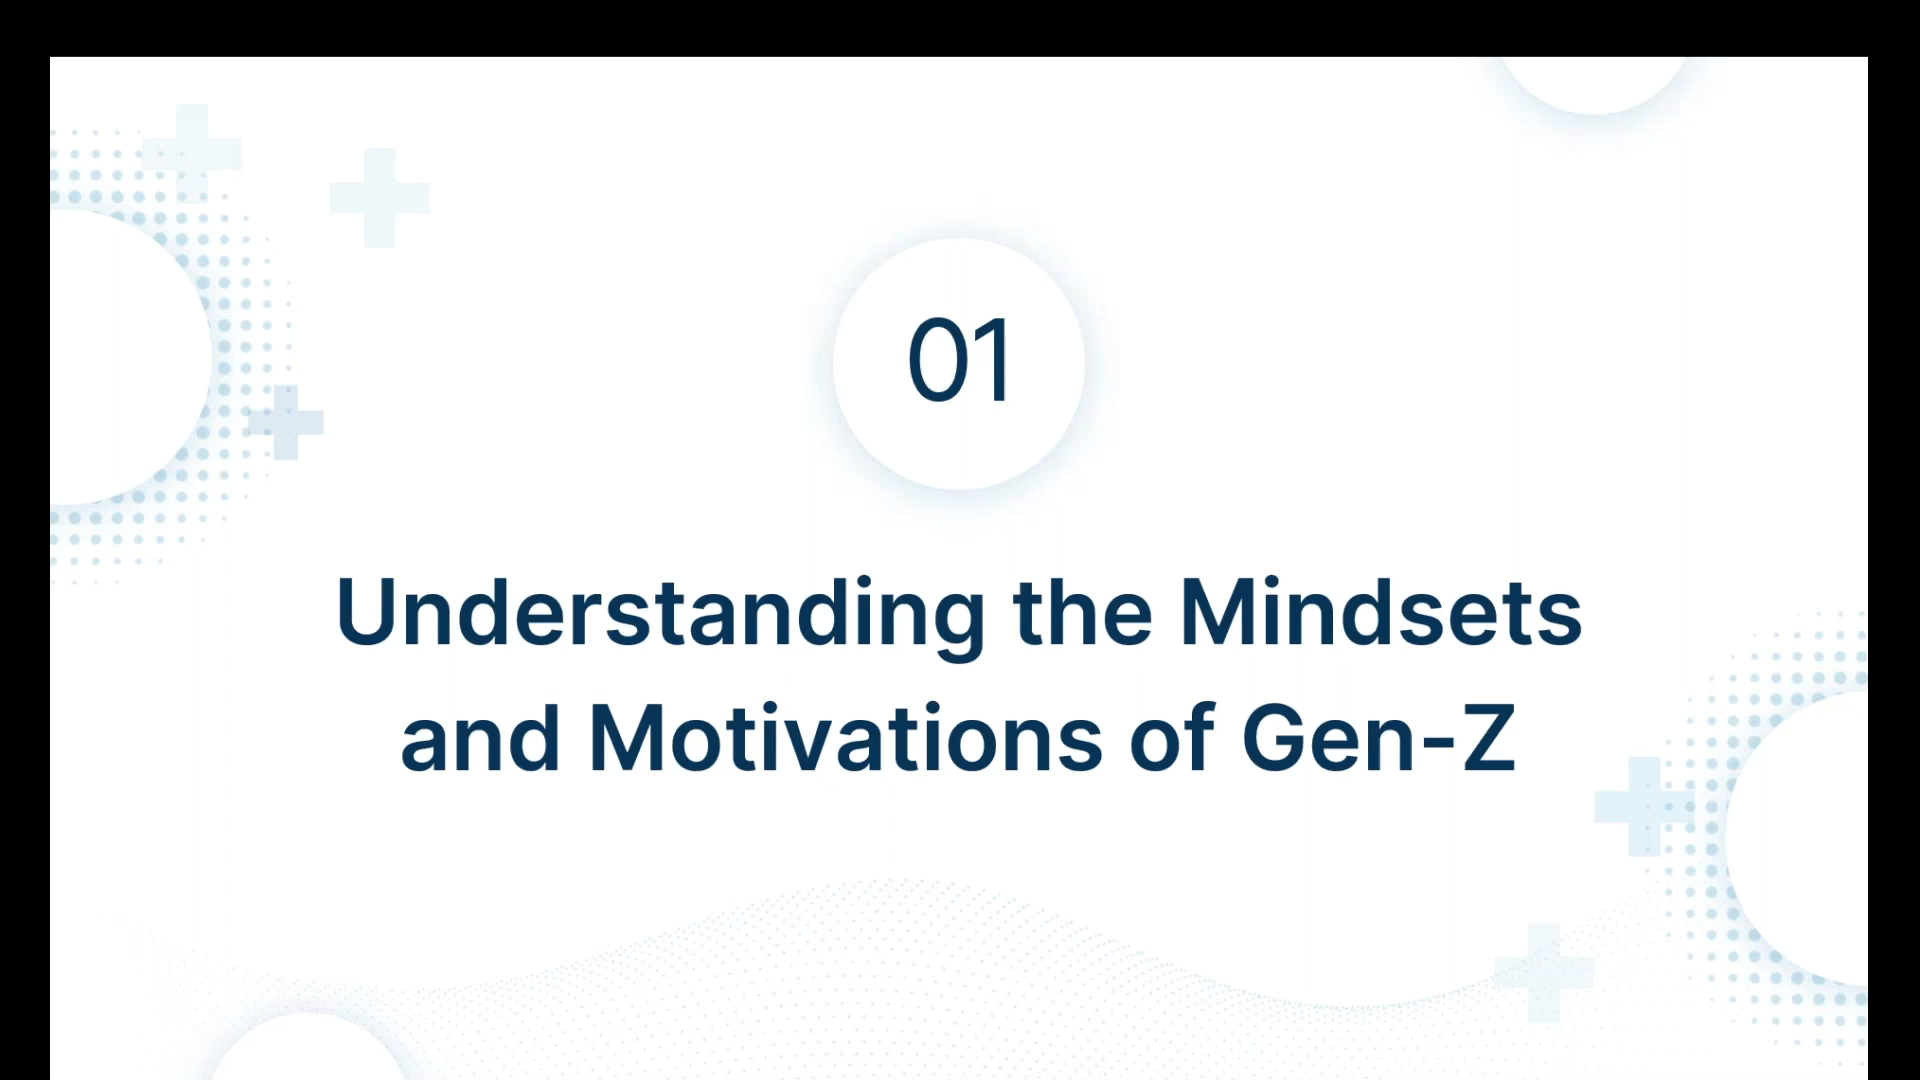 01
Understanding the Mindsets
and Motivations of Gen-Z